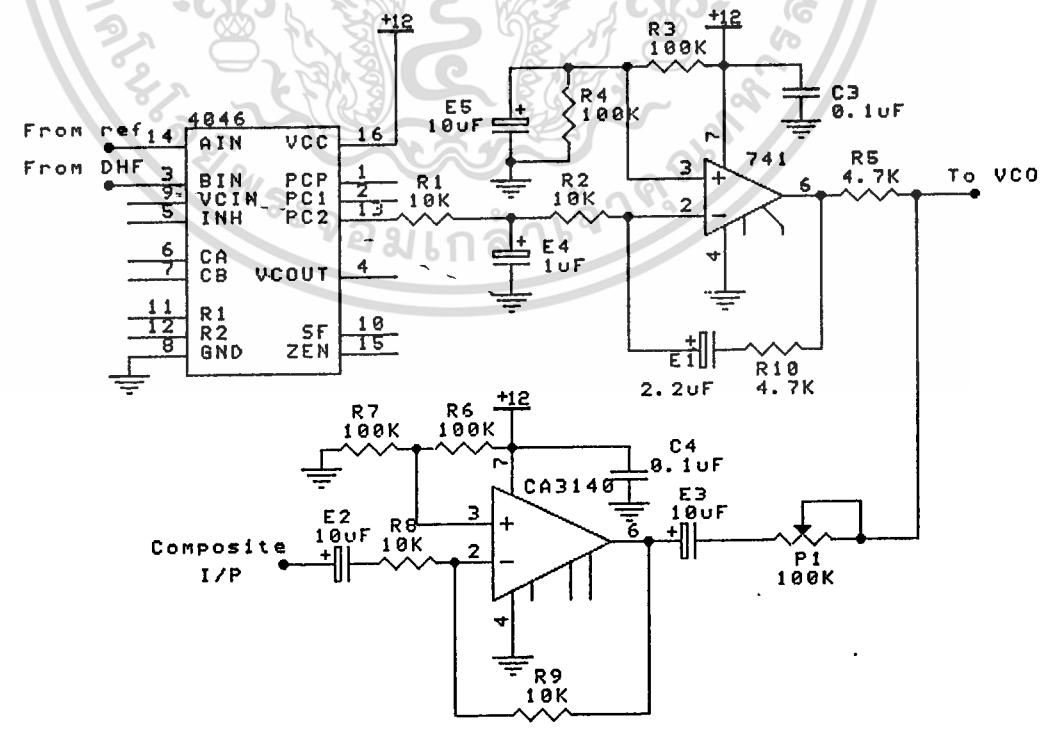 +12
+12
R3
100K
4046
E5
10uF
R4
100K
C3
0.1uF
From ref
14
AIN
VCC
16
7
741
From DHF
3
BIN
PCP
1
R1
10K
R2
10K
3
+
R5
4.7K
To VCO
9
VCIN
PC1
2
6
5
INH
PC2
13
2
-
6
CA
E4
1uF
4
7
CB
VCOUT
4
11
R1
12
R2
SF
10
8
GND
ZEN
15
E1
2.2uF
R10
4.7K
+12
R7
100K
R6
100K
7
C4
0.1uF
CA3140
E3
10uF
E2
10uF
R8
10K
3
+
6
Composite
I/P
2
-
P1
100K
4
R9
10K